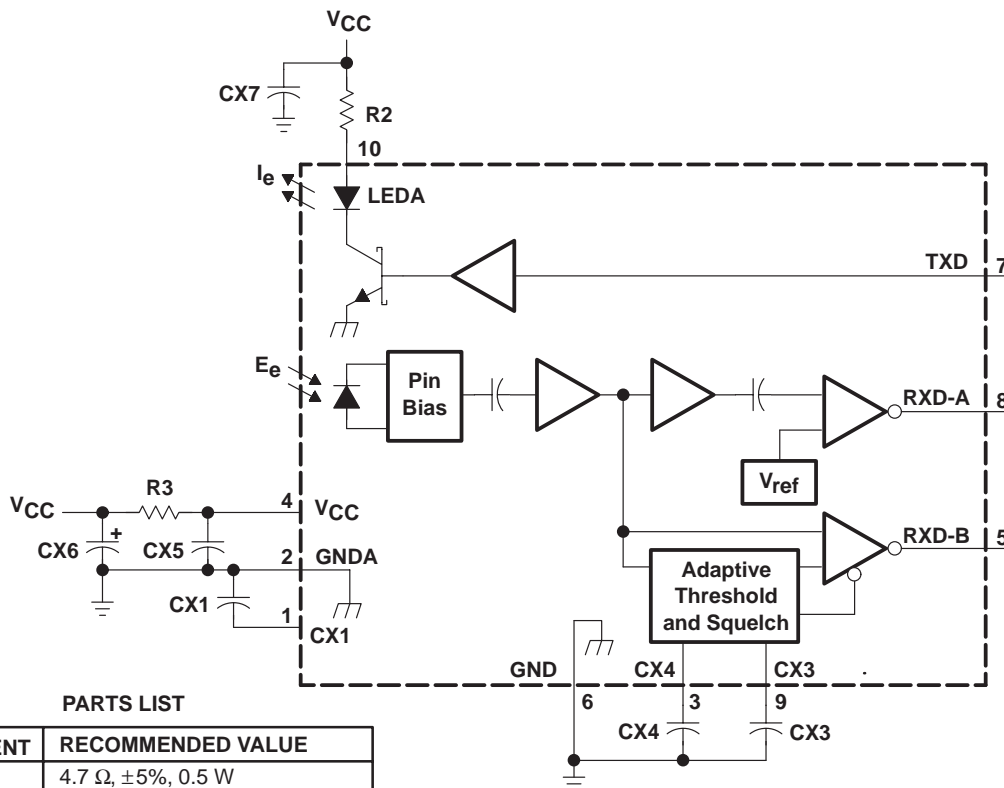 VCC
CX7
R2
10
Ie
LEDA
TXD
7
Ee
Pin
Bias
RXD-A
8
Vref
R3
VCC
4
VCC
CX6
+
CX5
2
GNDA
RXD-B
5
CX1
1
CX1
Adaptive
Threshold
and Squelch
GND
CX4
CX3
6
3
9
CX4
CX3
PARTS LIST
ENT RECOMMENDED VALUE
4.7 Ω, ±5%, 0.5 W